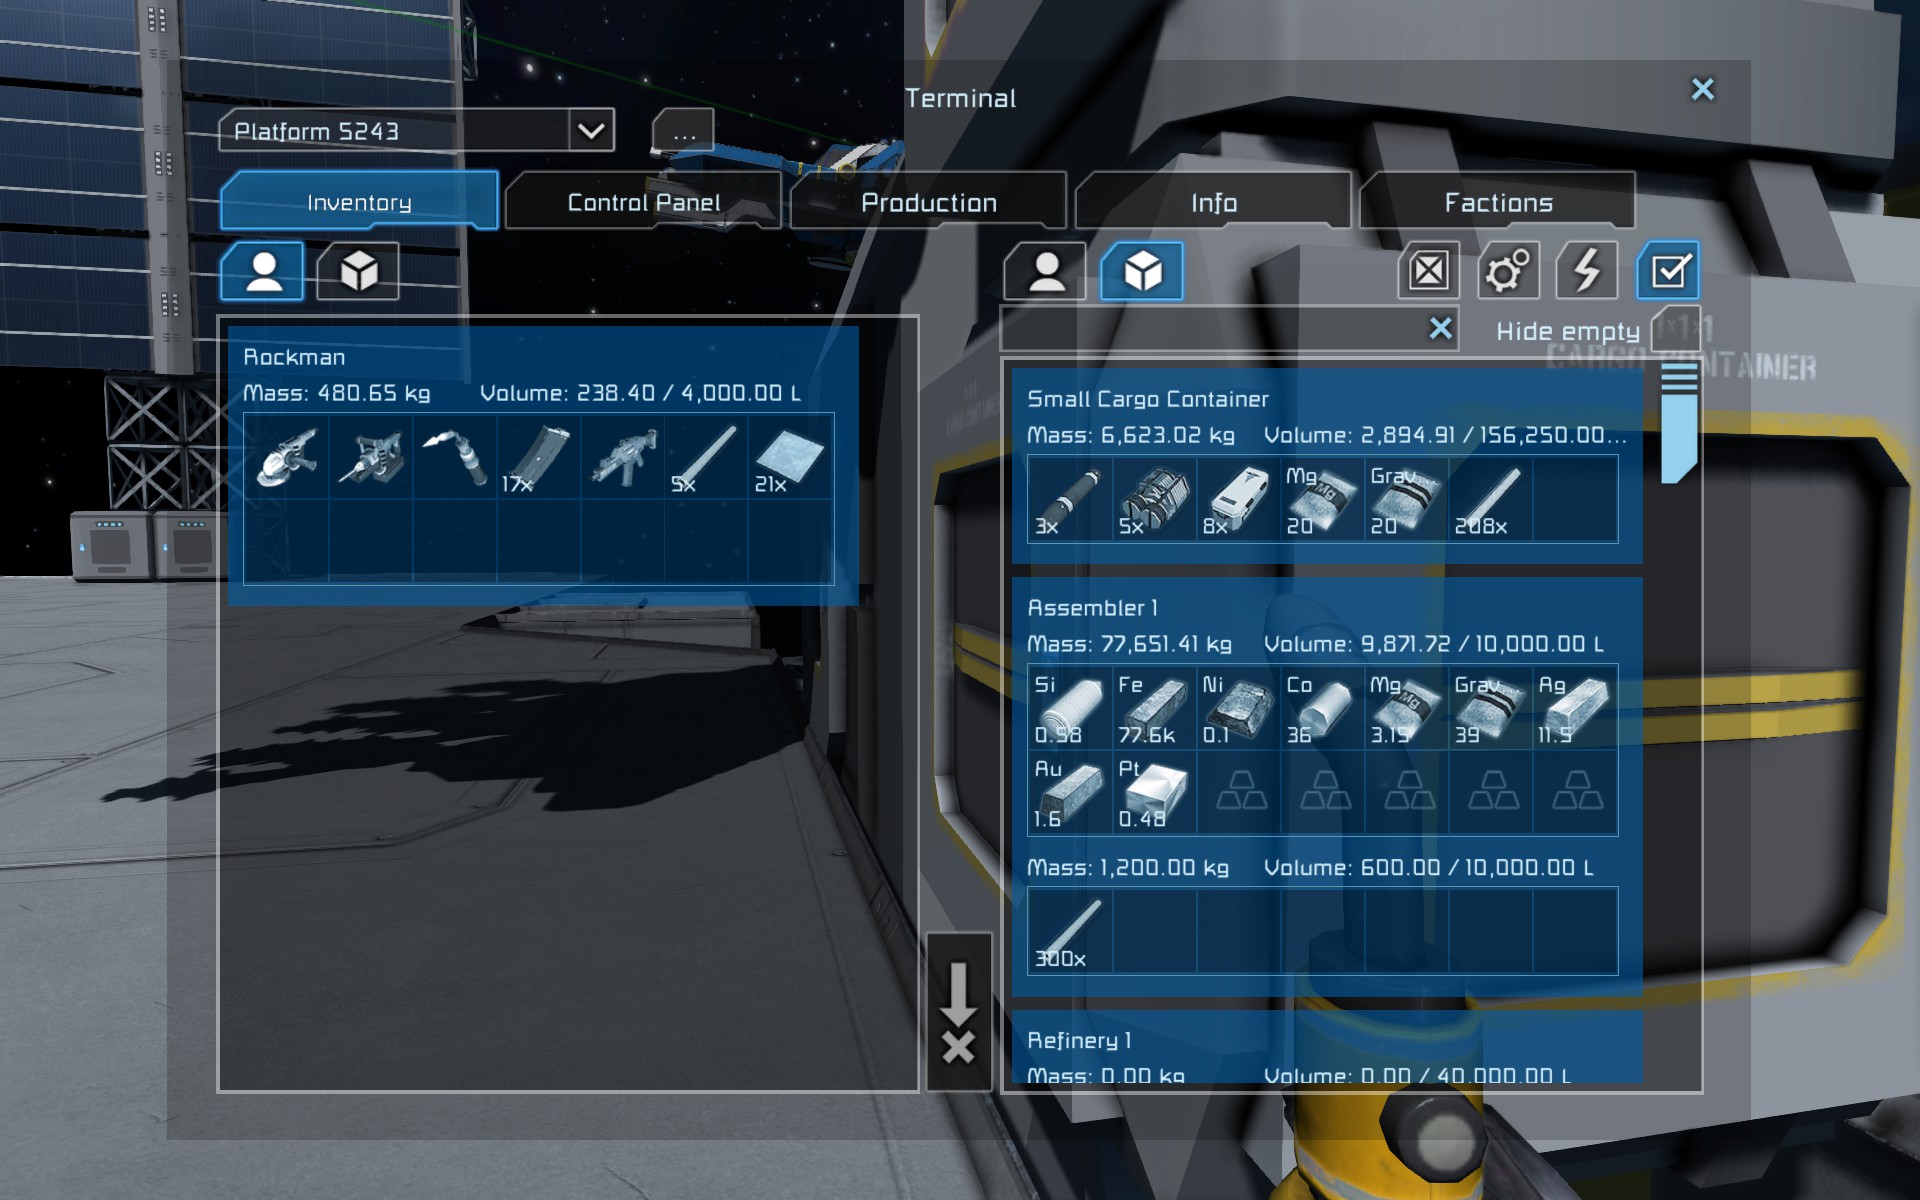 Terminal
Platform 5243
...
Inventory
Control Panel
Production
Info
Factions
Rockman
Mass: 480.65 kg Volume: 238.40 / 4,000.00 L
17x 5x 21x
Hide empty
CARGO CONTAINER
Small Cargo Container
Mass: 6,623.02 kg Volume: 2,894.91 / 156,250.00...
Mg Grav...
3x 5x 8x 20 20 208x
Assembler 1
Mass: 77,651.41 kg Volume: 9,871.72 / 10,000.00 L
Si Fe Ni Co Mg Grav... Ag
0.98 77.6k 0.1 36 3.15 39 11.9
Au Pt
1.6 0.48
Mass: 1,200.00 kg Volume: 600.00 / 10,000.00 L
300x
Refinery 1
Mass: 0.00 kg Volume: 0.00 / 40,000.00 L